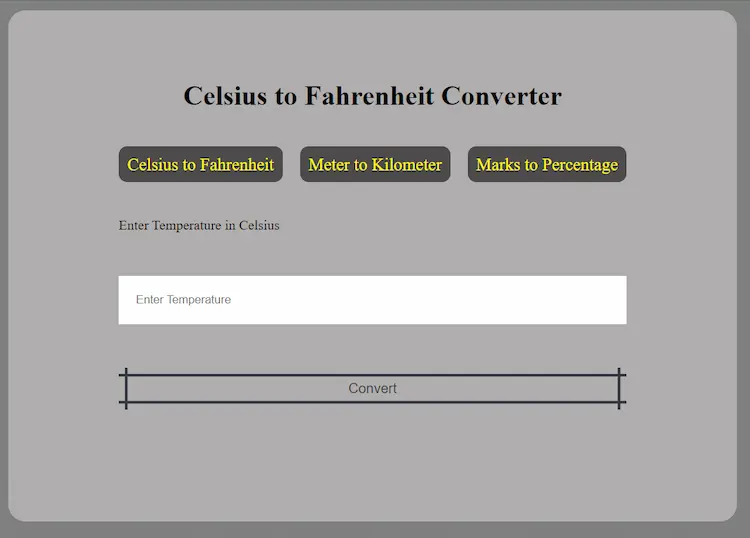 Celsius to Fahrenheit Converter
Celsius to Fahrenheit Meter to Kilometer Marks to Percentage
Enter Temperature in Celsius
Enter Temperature
Convert